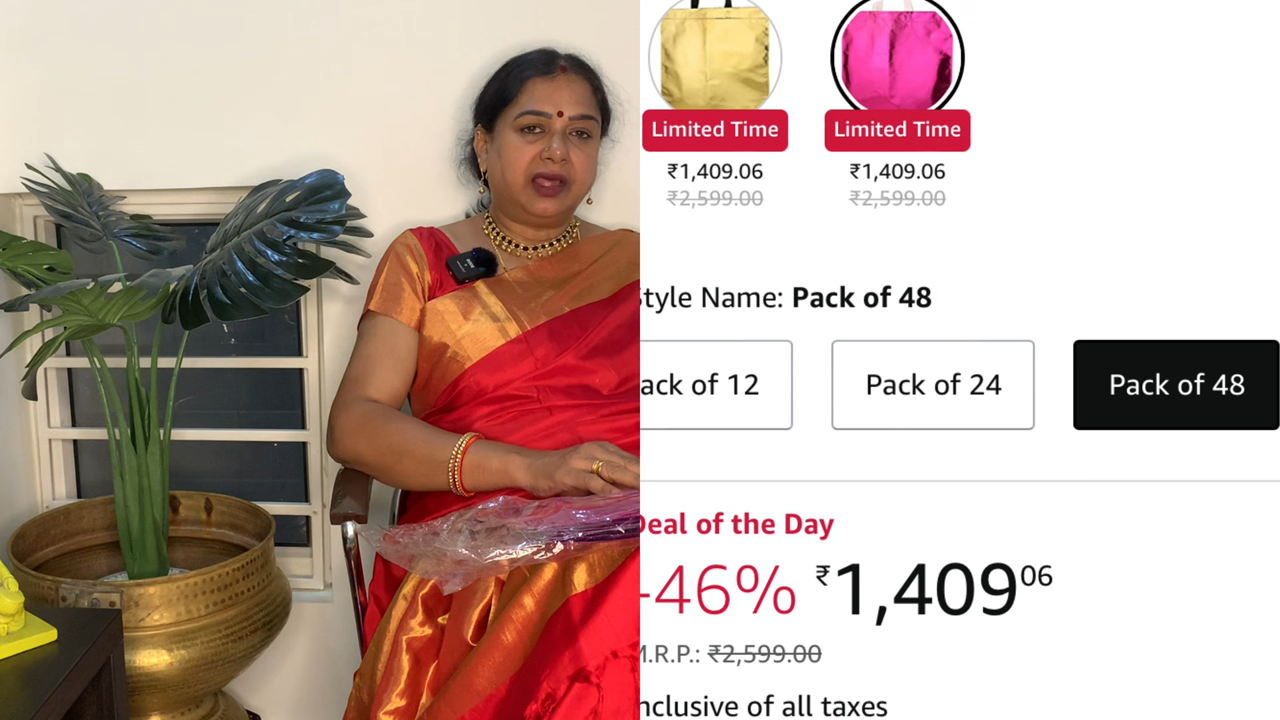 Limited Time
Limited Time
₹1,409.06
₹1,409.06
₹2,599.00
₹2,599.00
Style Name: Pack of 48
ack of 12
Pack of 24
Pack of 48
Deal of the Day
-46% ₹1,40906
M.R.P.: ₹2,599.00
nclusive of all taxes